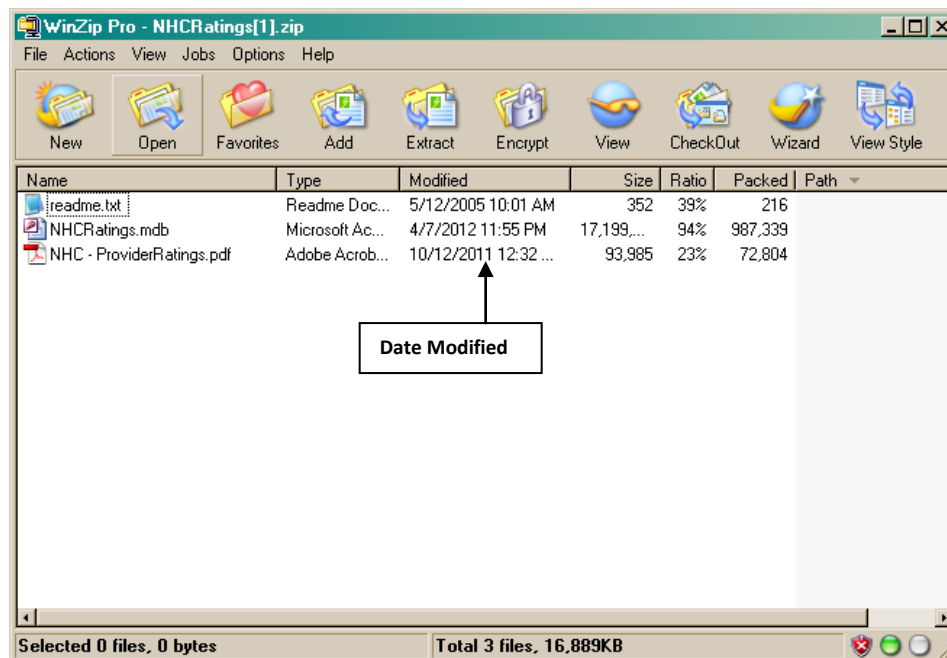 WinZip Pro - NHCRatings[1].zip
File Actions View Jobs Options Help
New Open Favorites Add Extract Encrypt View CheckOut Wizard View Style
Name Type Modified Size Ratio Packed Path
readme.txt Readme Doc... 5/12/2005 10:01 AM 352 39% 216
NHCRatings.mdb Microsoft Ac... 4/7/2012 11:55 PM 17,199,... 94% 987,339
NHC - ProviderRatings.pdf Adobe Acrob... 10/12/2011 12:32 ... 93,985 23% 72,804
Date Modified
Selected 0 files, 0 bytes Total 3 files, 16,889KB